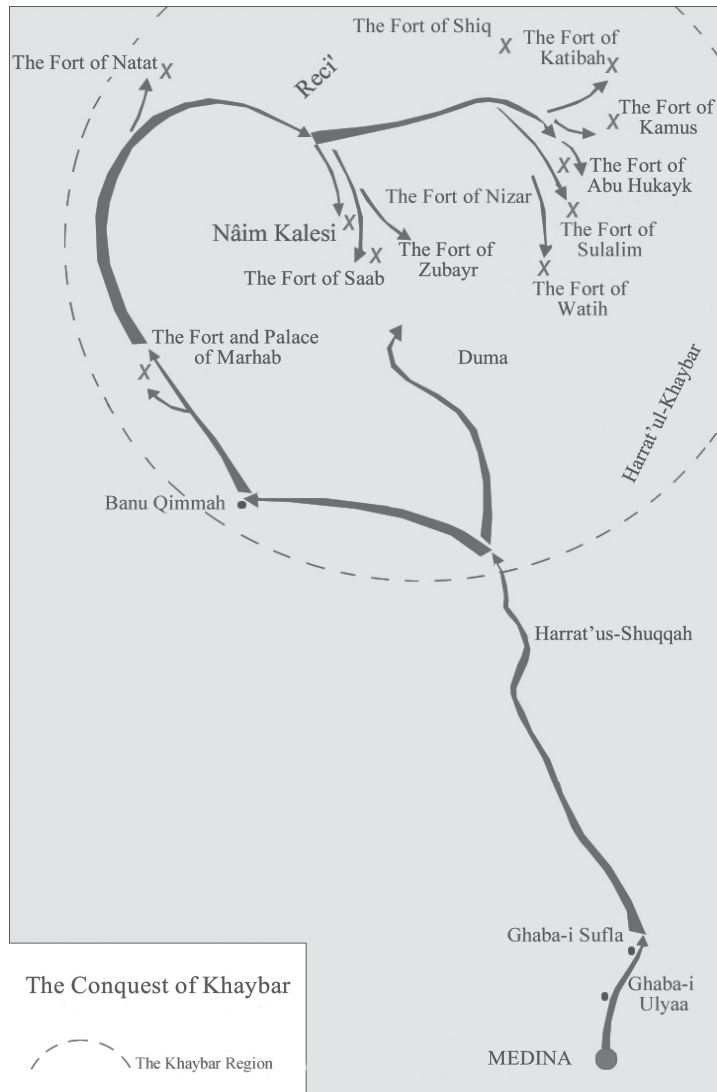 The Fort of Shiq
The Fort of
Katibah
The Fort of Natat
Reci'
The Fort of
Kamus
The Fort of
Abu Hukayk
The Fort of Nizar
Nâim Kalesi
The Fort of
Zubayr
The Fort of
Sulalim
The Fort of Saab
The Fort of
Watih
The Fort and Palace
of Marhab
Duma
Harrat'ul-Khaybar
Banu Qimmah
Harrat'us-Shuqqah
Ghaba-i Sufla
Ghaba-i
Ulyaa
MEDINA
The Conquest of Khaybar
The Khaybar Region